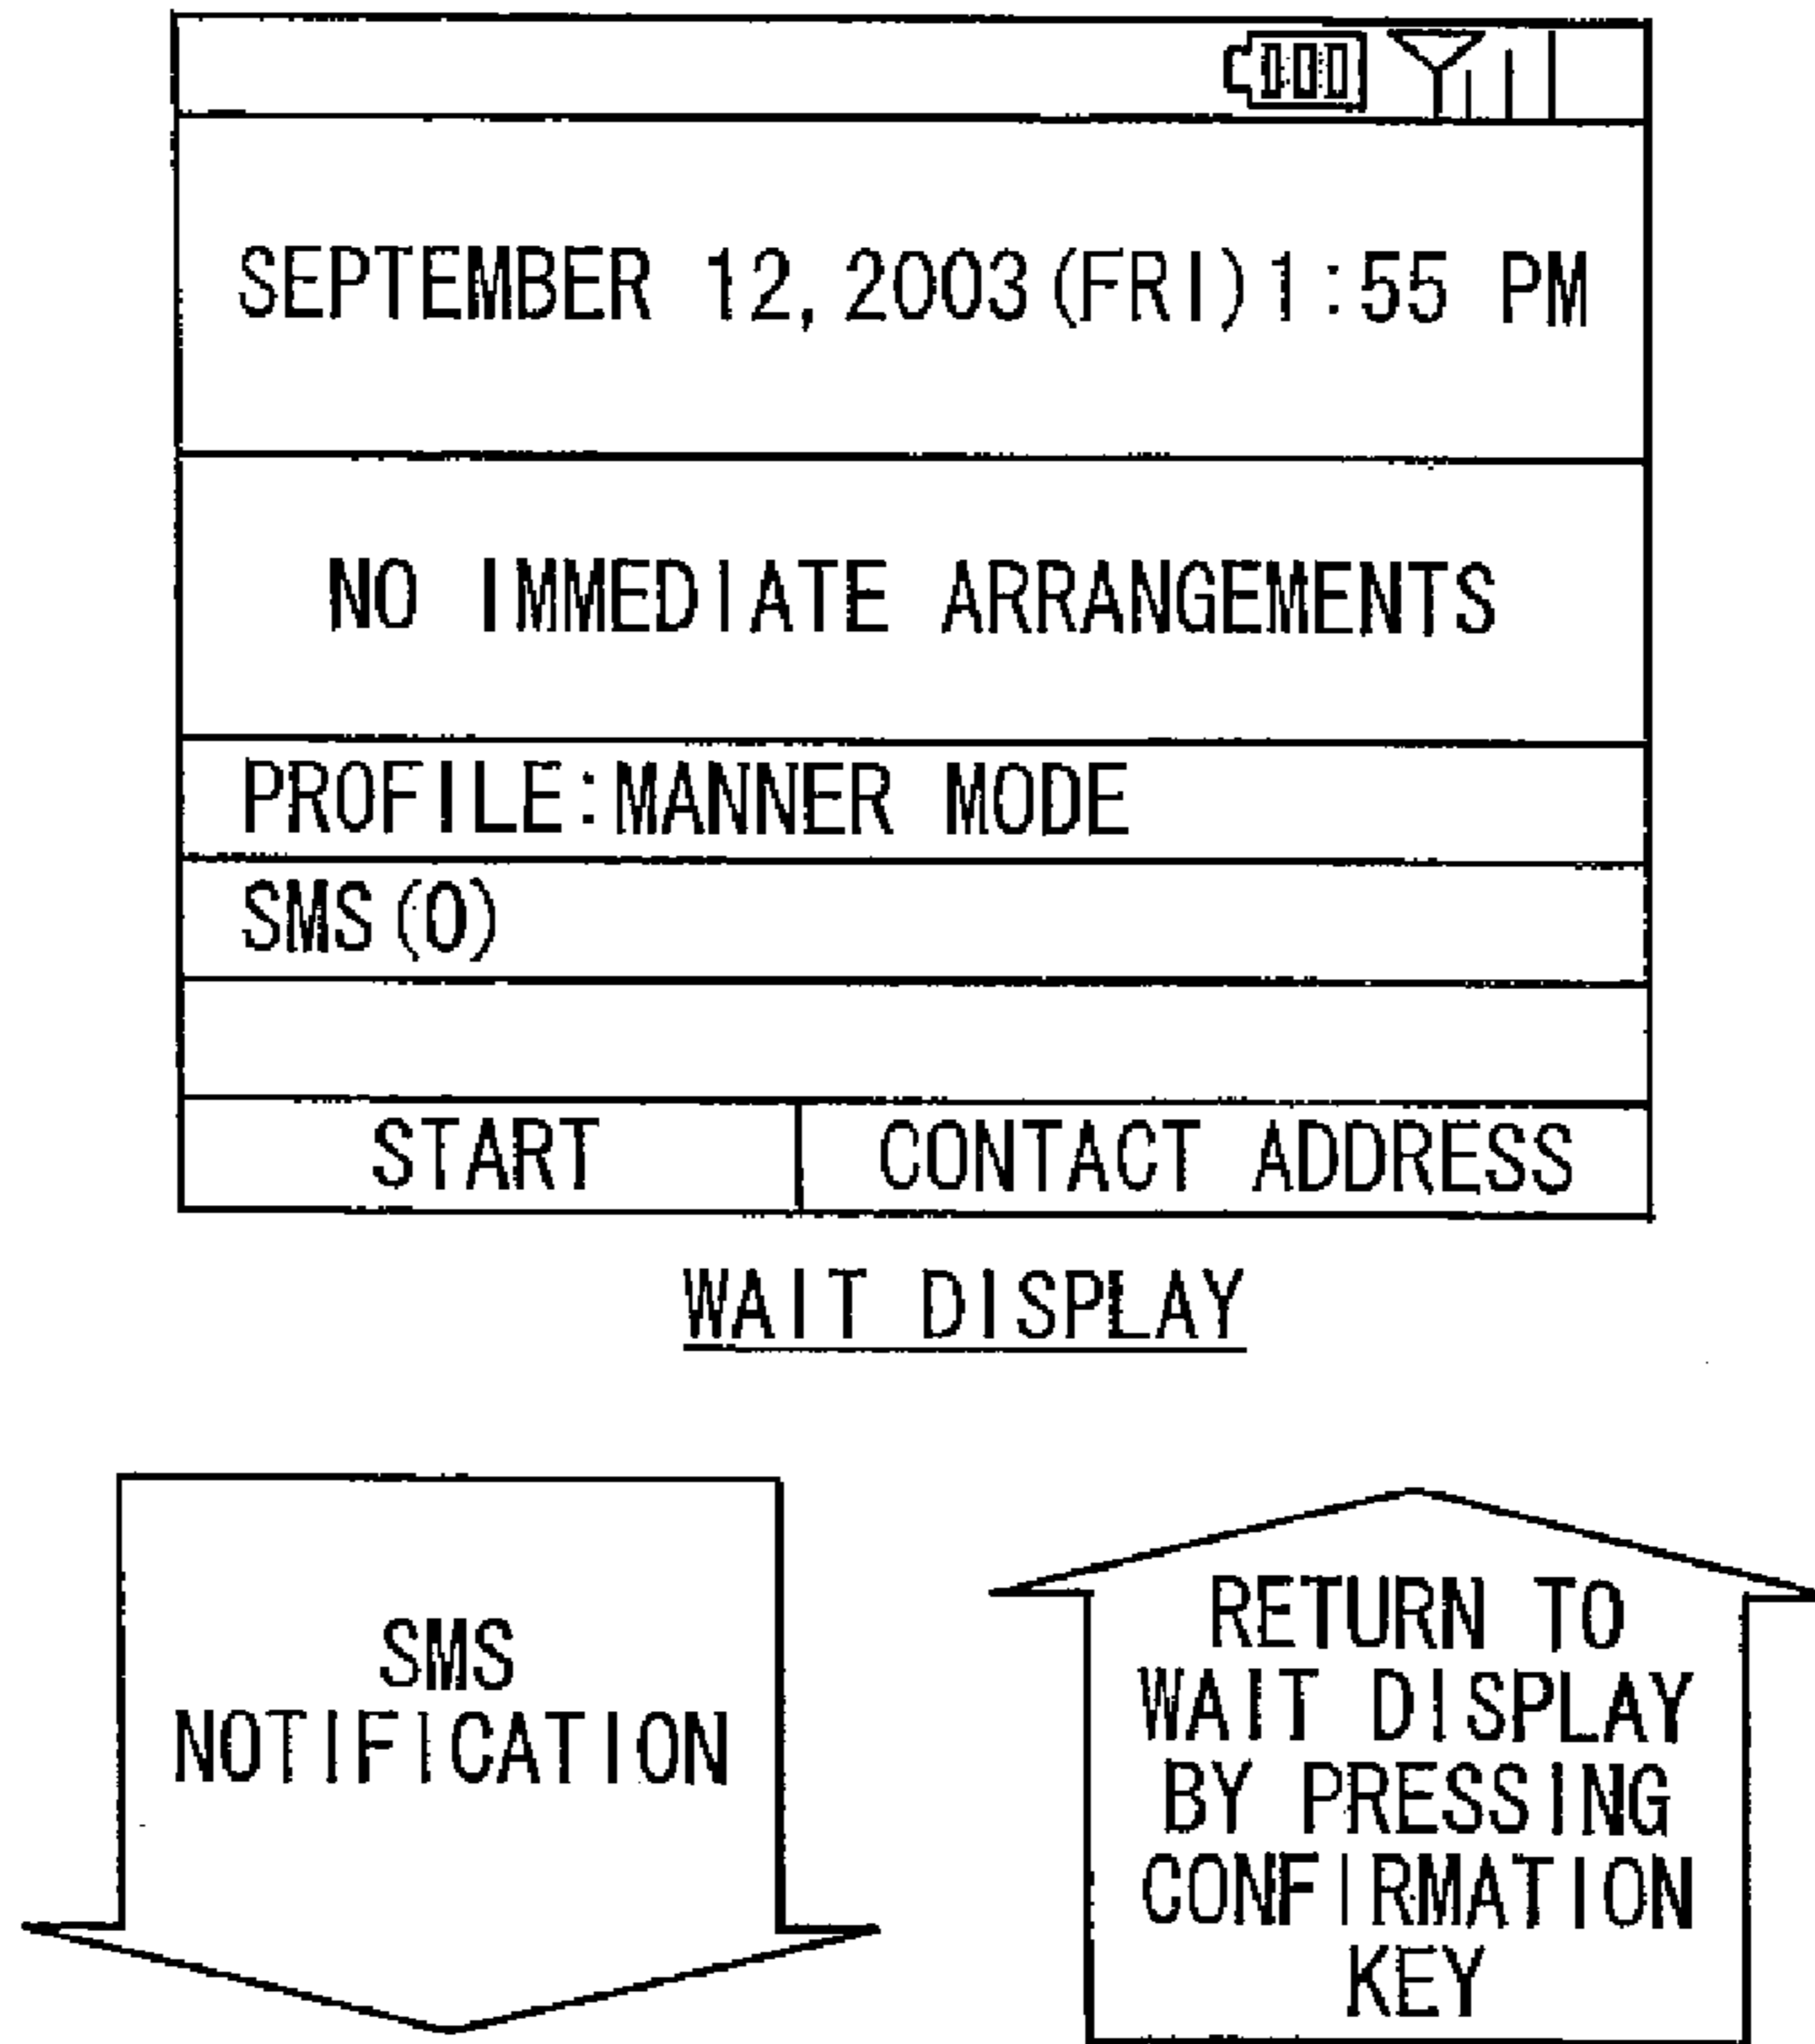 SEPTEMBER 12,2003(FRI)1:55 PM
NO IMMEDIATE ARRANGEMENTS
PROFILE:MANNER MODE
SMS(0)
START
CONTACT ADDRESS
WAIT DISPLAY
SMS
NOTIFICATION
RETURN TO
WAIT DISPLAY
BY PRESSING
CONFIRMATION
KEY